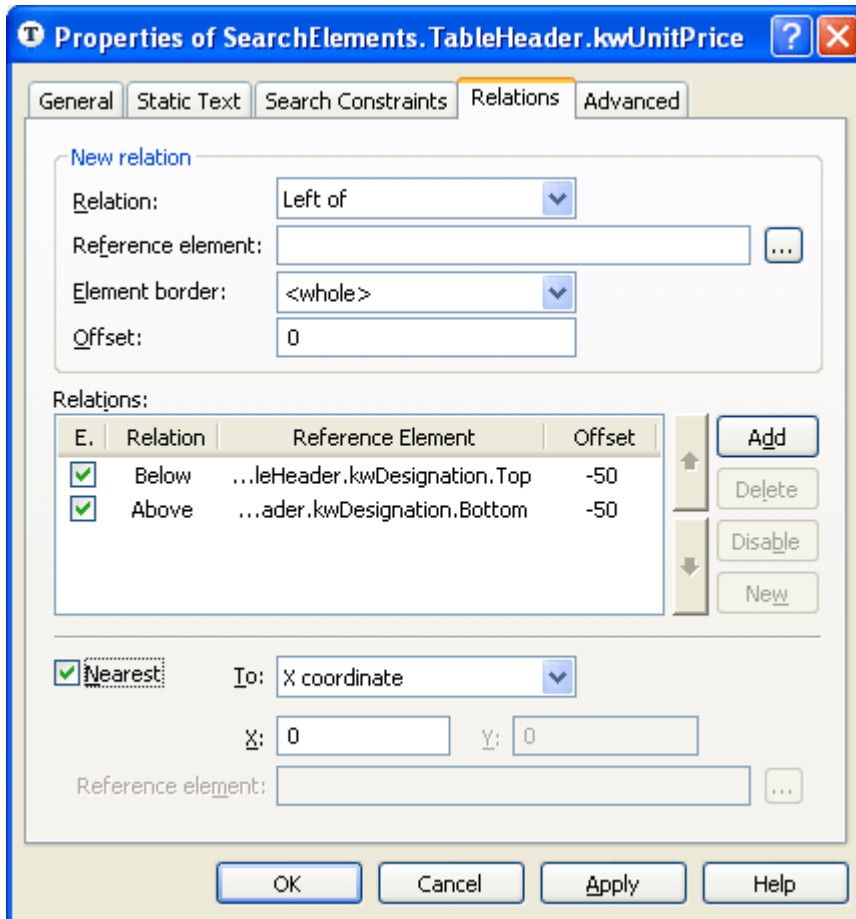 T Properties of SearchElements.TableHeader.kwUnitPrice ?
General Static Text Search Constraints Relations Advanced
New relation
Relation: Left of
Reference element: ...
Element border: <whole>
Offset: 0
Relations:
E. Relation Reference Element Offset Add
Below ...leHeader.kwDesignation.Top -50
Delete
Above ...ader.kwDesignation.Bottom -50
Disable
New
Nearest To: X coordinate
X: 0 Y: 0
Reference element: ...
OK Cancel Apply Help